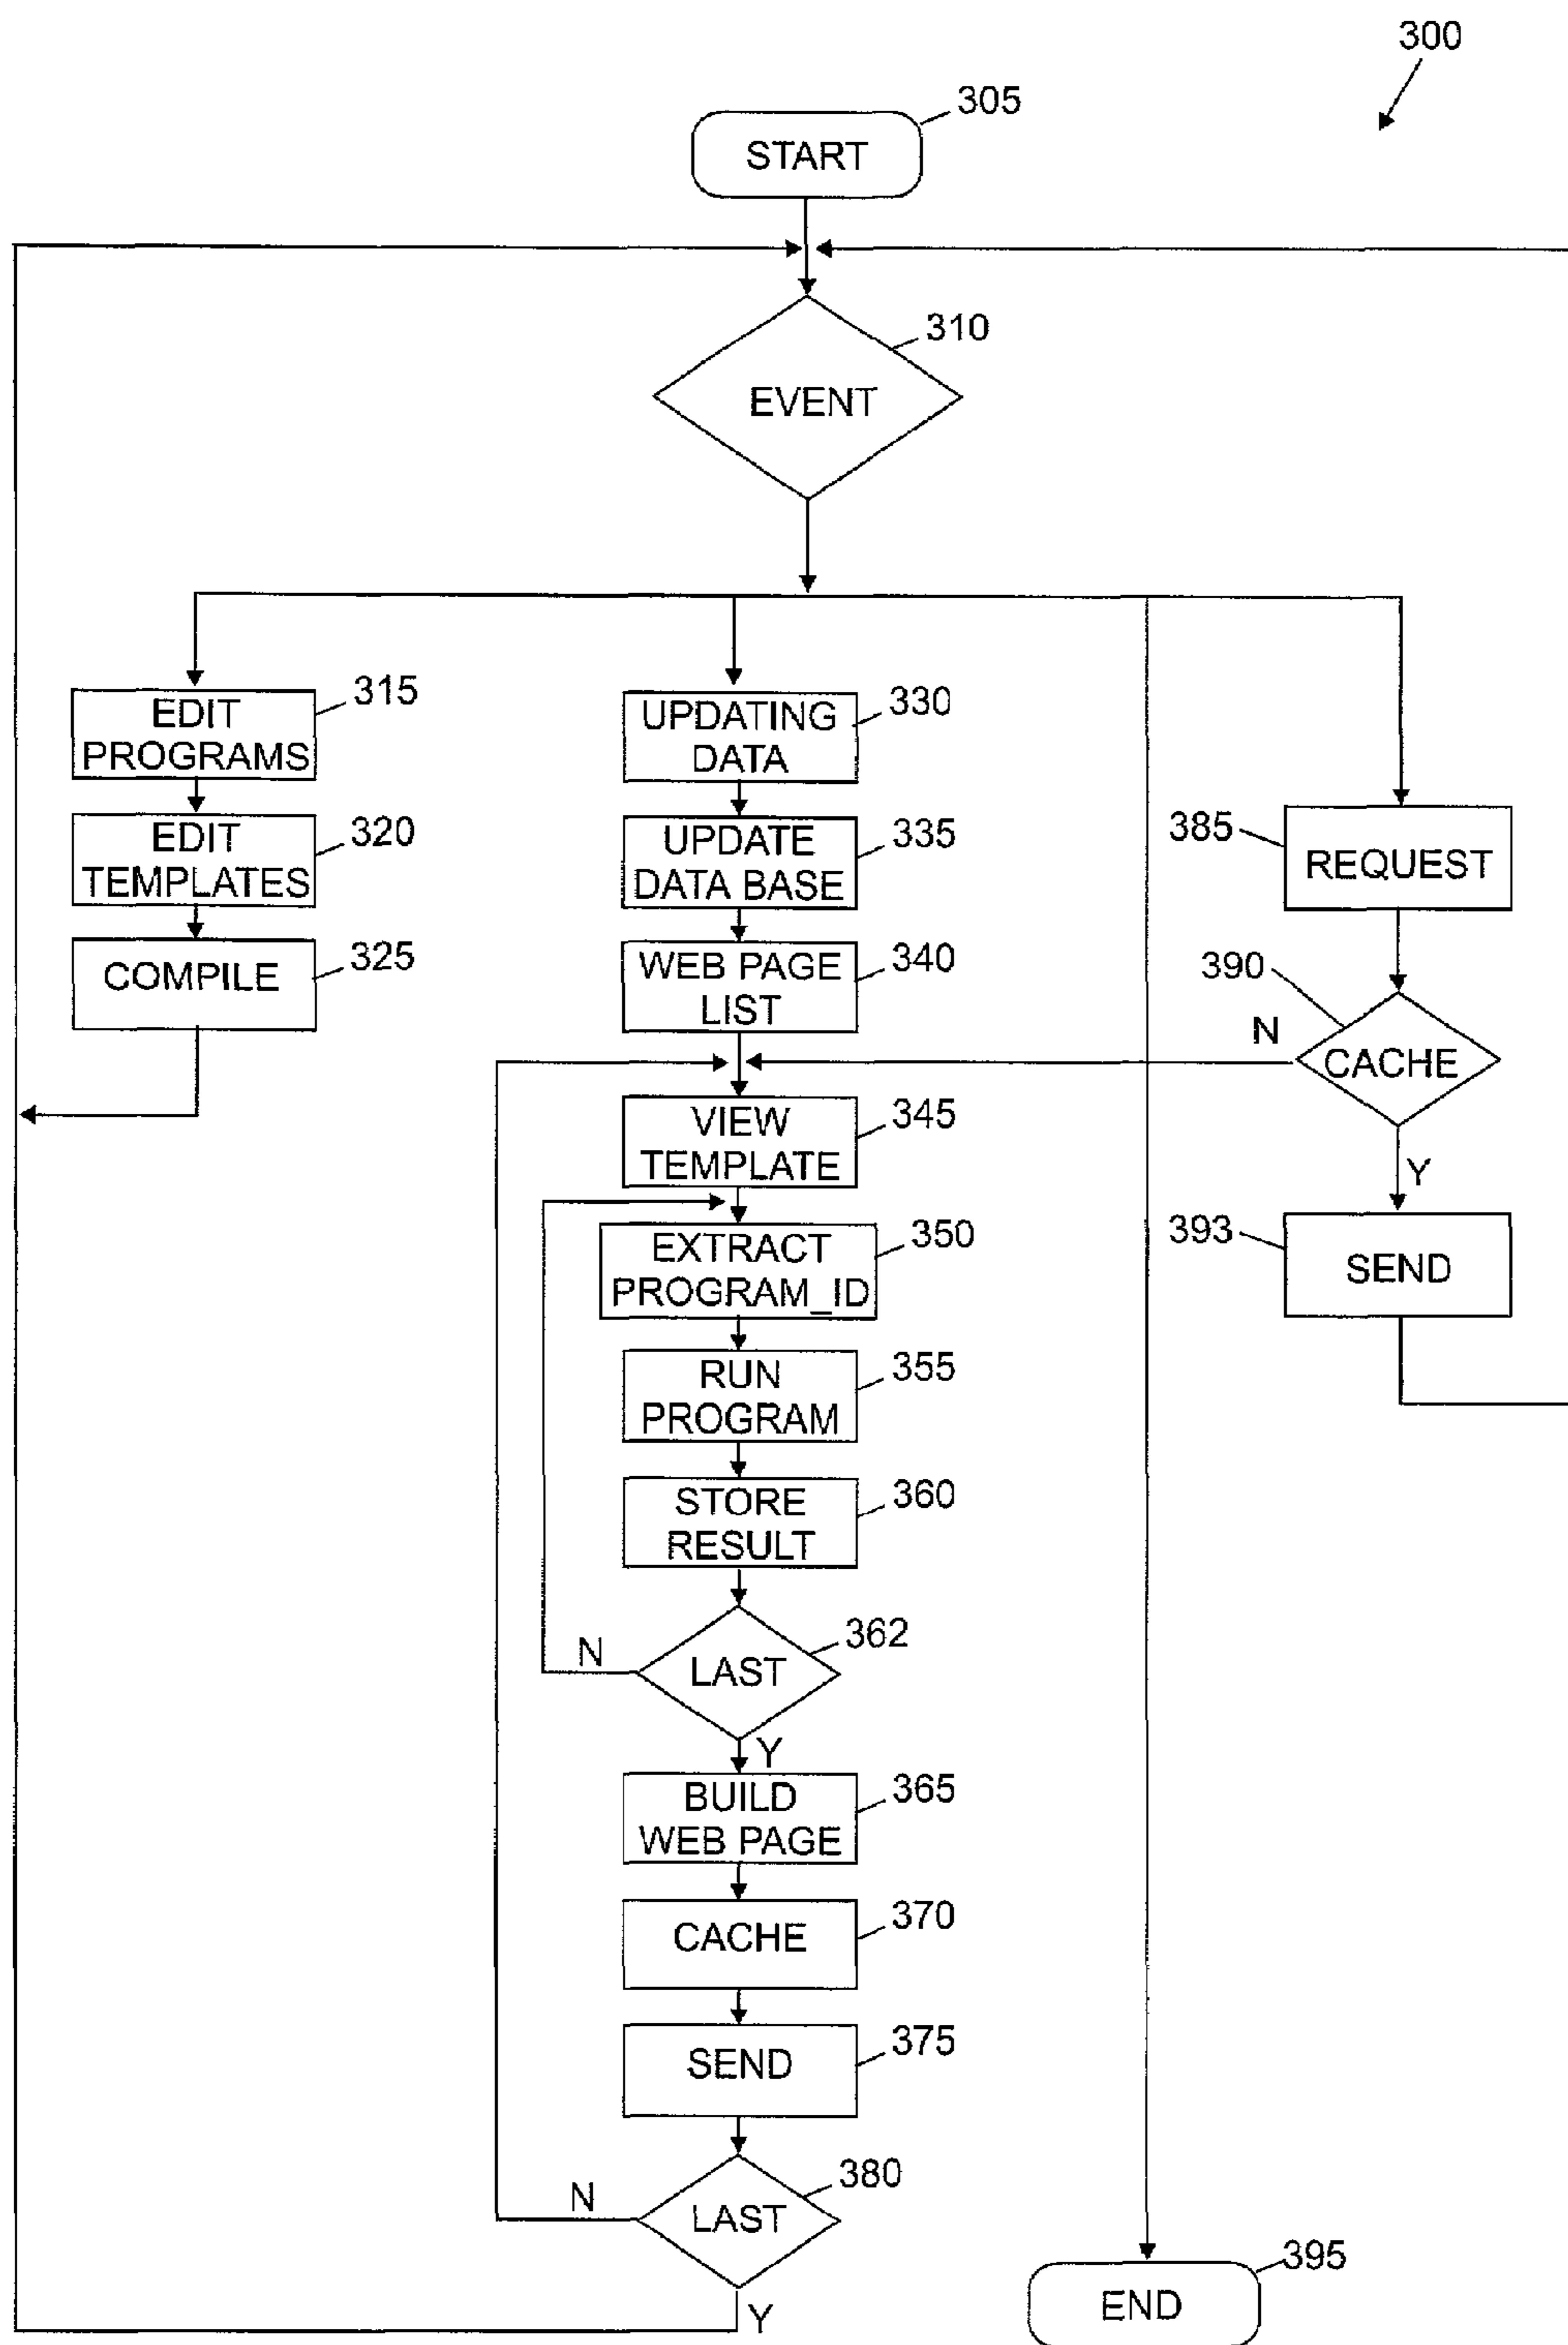 300
305
START
310
EVENT
315
EDIT
PROGRAMS
320
EDIT
TEMPLATES
325
COMPILE
330
UPDATING
DATA
335
UPDATE
DATA BASE
340
WEB PAGE
LIST
345
VIEW
TEMPLATE
350
EXTRACT
PROGRAM_ID
355
RUN
PROGRAM
360
STORE
RESULT
362
LAST
N
Y
365
BUILD
WEB PAGE
370
CACHE
375
SEND
380
LAST
N
Y
385
REQUEST
390
CACHE
N
Y
393
SEND
395
END